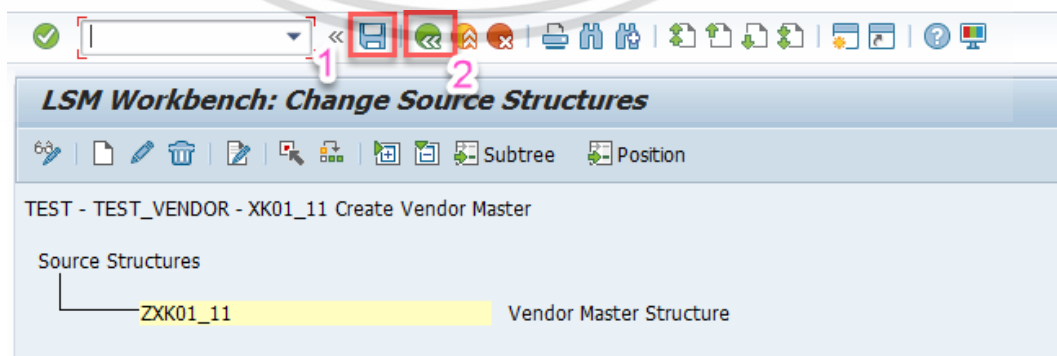 1
2
LSM Workbench: Change Source Structures
Subtree Position
TEST - TEST_VENDOR - XK01_11 Create Vendor Master
Source Structures
ZXK01_11 Vendor Master Structure